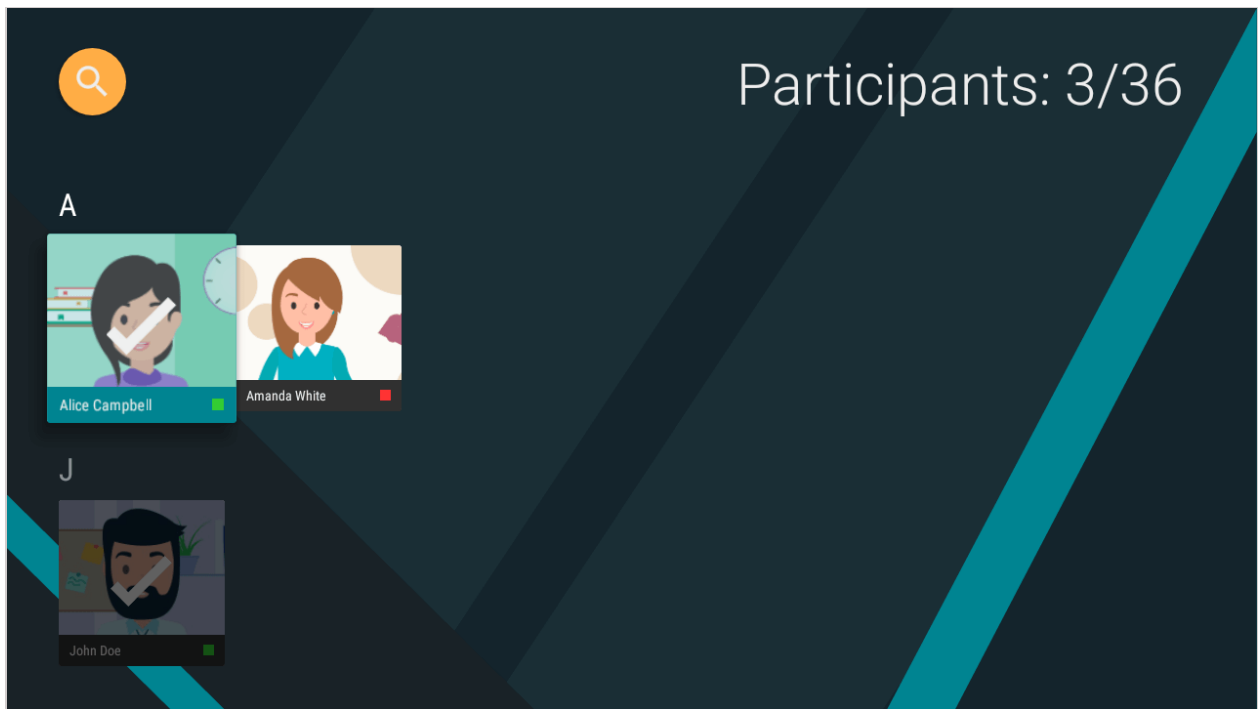 Participants: 3/36
A
Alice Campbell
Amanda White
J
John Doe